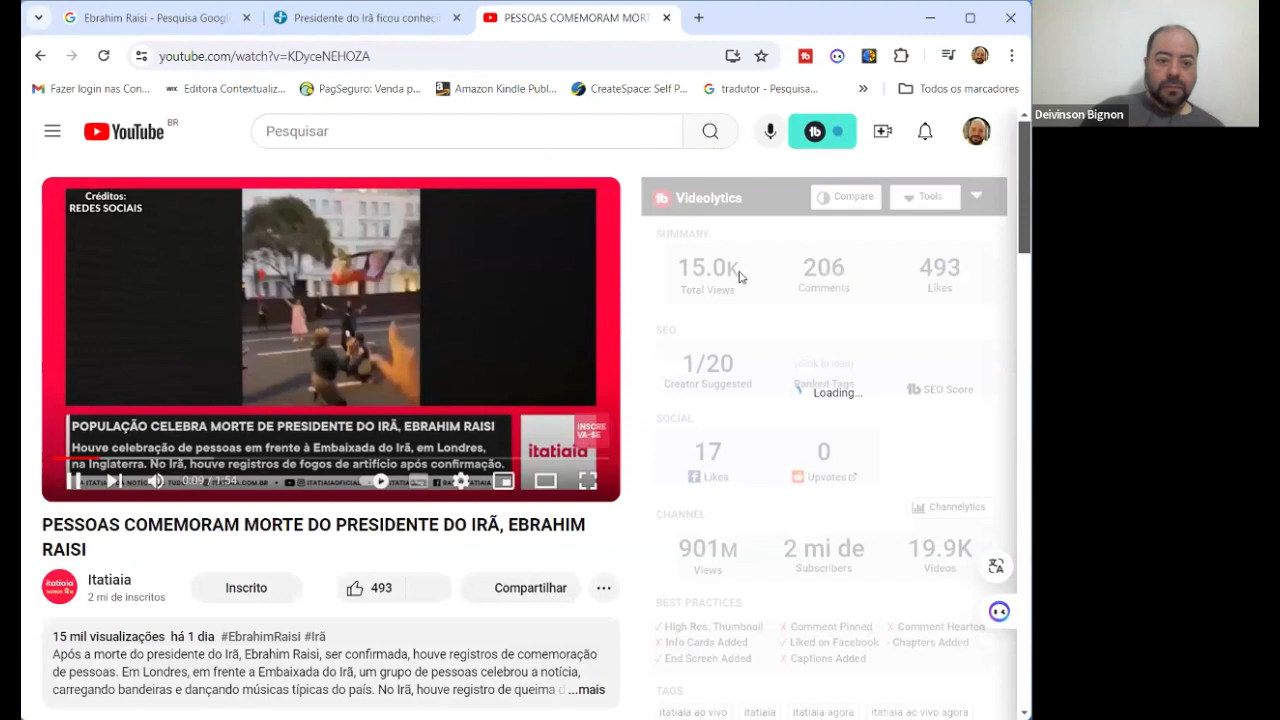 Ebrahim Raisi - Pesquisa Googl
Presidente do Irã ficou conheci
PESSOAS COMEMORAM MORT
youtube.com/watch?v=KDyceNEHOZA
Fazer login nas Con...
WIX Editora Contextualiz...
PagSeguro: Venda p...
Amazon Kindle Publ...
CreateSpace: Self P...
tradutor - Pesquisa...
Todos os marcadores
YouTube BR
Pesquisar
Deivinson Bignon
Créditos:
REDES SOCIAIS
POPULAÇÃO CELEBRA MORTE DE PRESIDENTE DO IRÃ, EBRAHIM RAISI
Houve celebração de pessoas em frente à Embaixada do Irã, em Londres,
na Inglaterra. No Irã, houve registros de fogos de artifício após confirmação.
INSCRE
VA-SE
itatiaia
0:09 / 1:54
PESSOAS COMEMORAM MORTE DO PRESIDENTE DO IRÃ, EBRAHIM
RAISI
Itatiaia
2 mi de inscritos
Inscrito
493
Compartilhar
15 mil visualizações há 1 dia #EbrahimRaisi #Irã
Após a morte do presidente do Irã, Ebrahim Raisi, ser confirmada, houve registros de comemoração
de pessoas. Em Londres, em frente a Embaixada do Irã, um grupo de pessoas celebrou a notícia,
carregando bandeiras e dançando músicas típicas do país. No Irã, houve registro de queima d ...mais
Videolytics
Compare
Tools
SUMMARY
15.0K
206
493
Total Views
Comments
Likes
SEO
1/20
Creator Suggested
Ranked Tags
SEO Score
Loading...
SOCIAL
17
0
Likes
Upvotes
CHANNEL
Channelytics
901M
2 mi de
19.9K
Views
Subscribers
Videos
BEST PRACTICES
✓ High Res. Thumbnail
✗ Comment Pinned
✗ Comment Hearted
✗ Info Cards Added
✓ Liked on Facebook
- Chapters Added
✓ End Screen Added
✗ Captions Added
TAGS
itatiaia ao vivo
itatiaia
itatiaia agora
itatiaia ao vivo agora